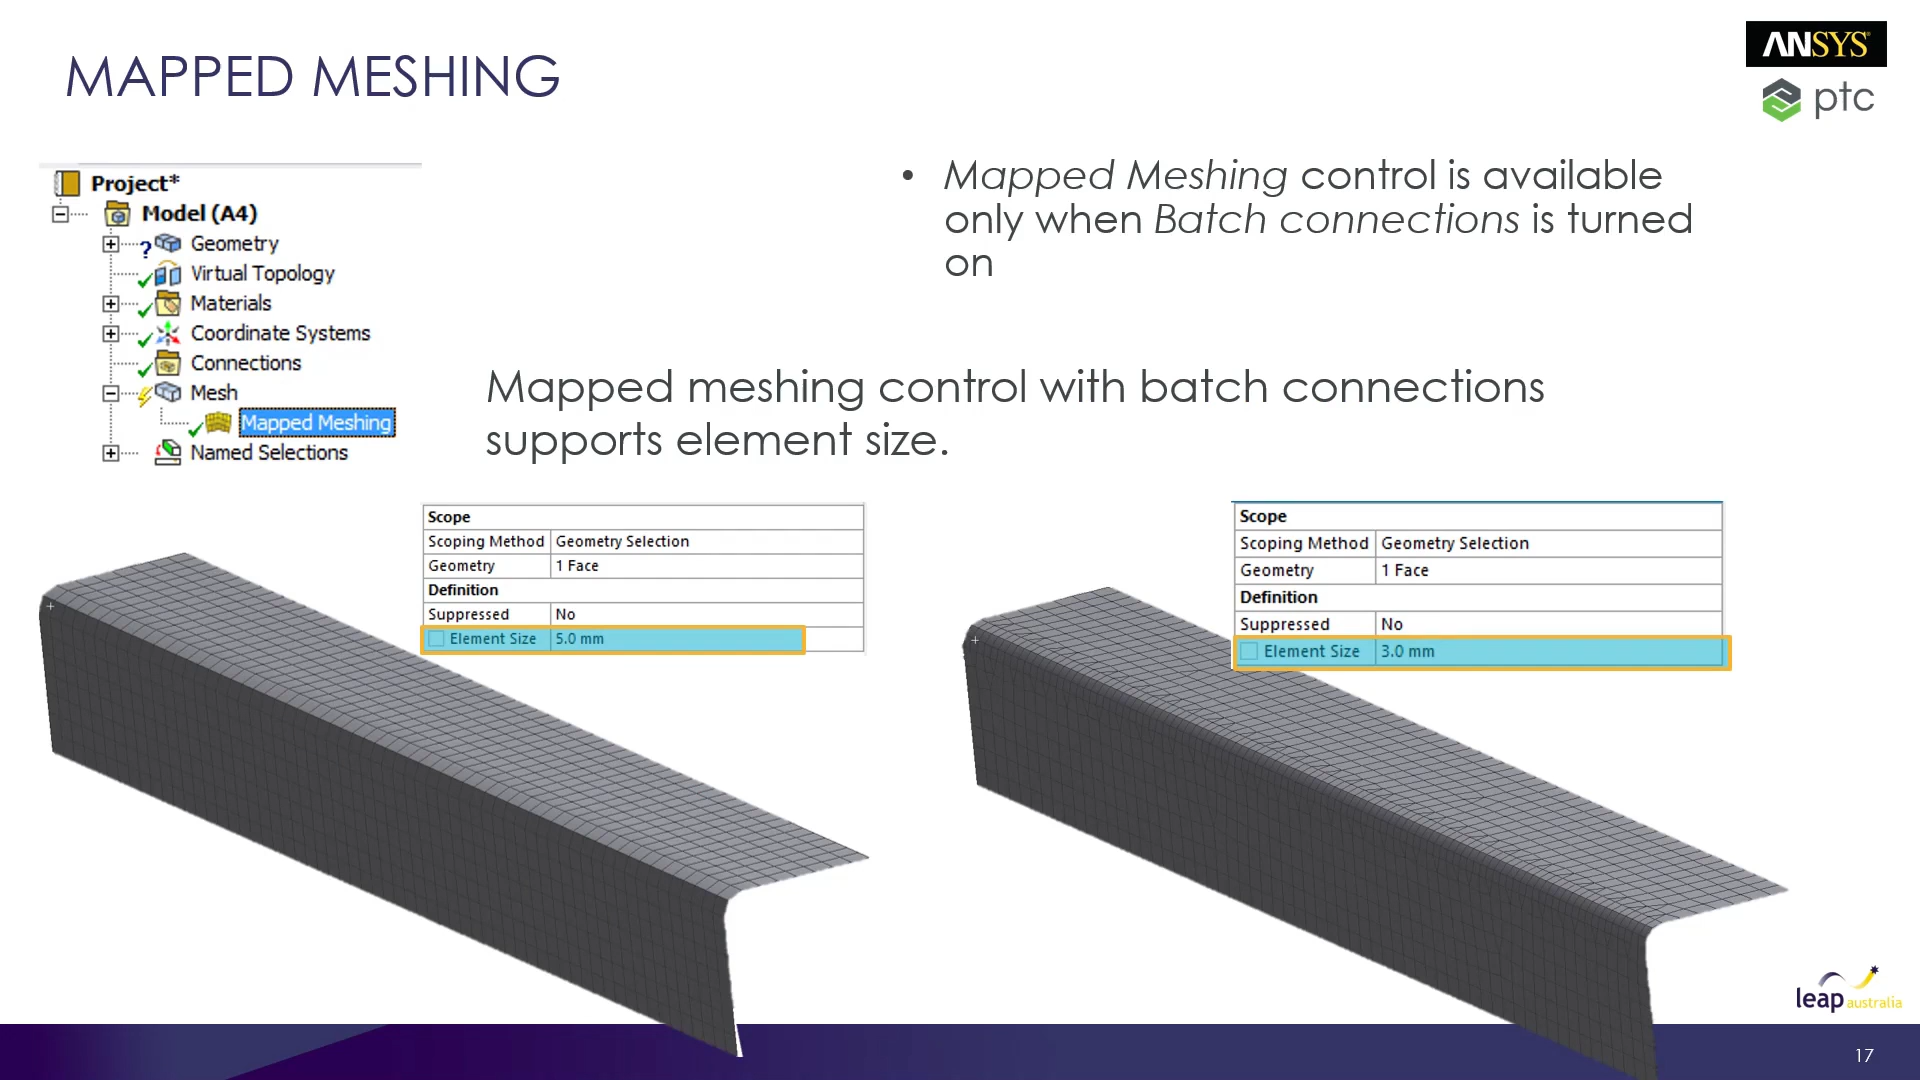 MAPPED MESHING
ANSYS
ptc
Project*
Model (A4)
Geometry
Virtual Topology
Materials
Coordinate Systems
Connections
Mesh
Mapped Meshing
Named Selections
• Mapped Meshing control is available
only when Batch connections is turned
on
Mapped meshing control with batch connections
supports element size.
Scope
Scoping Method Geometry Selection
Geometry 1 Face
Definition
Suppressed No
Element Size 5.0 mm
Scope
Scoping Method Geometry Selection
Geometry 1 Face
Definition
Suppressed No
Element Size 3.0 mm
leap australia
17